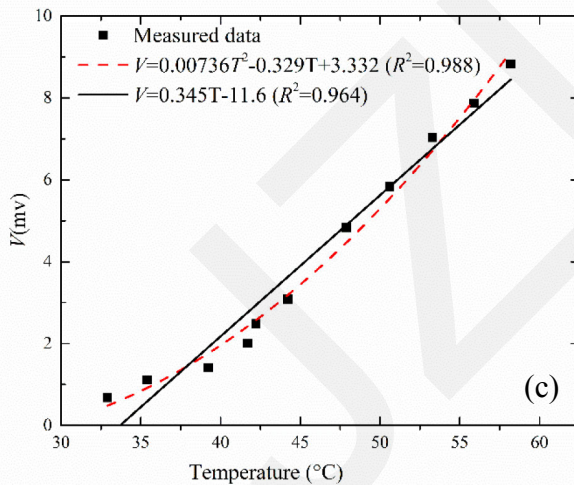 10
8
6
4
2
0
V(mv)
Measured data
V=0.00736T²-0.329T+3.332 (R²=0.988)
V=0.345T-11.6 (R²=0.964)
(c)
30 35 40 45 50 55 60
Temperature (°C)
JZU